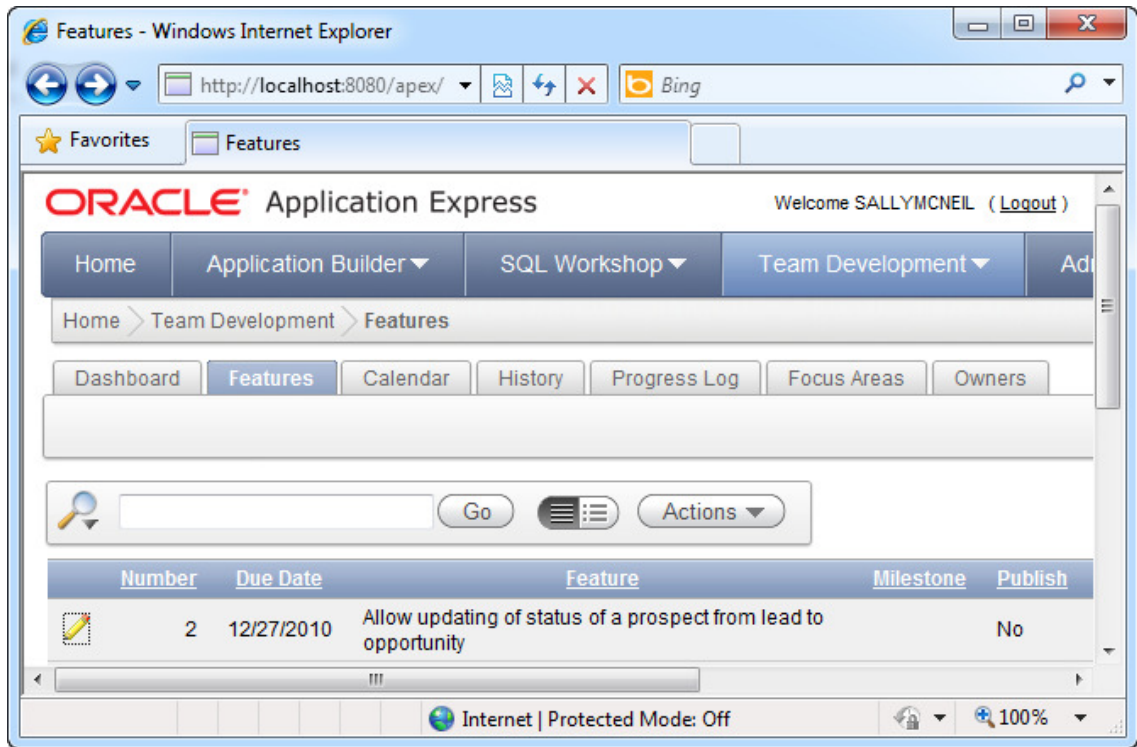 Features - Windows Internet Explorer
http://localhost:8080/apex/
Bing
Favorites
Features
ORACLE® Application Express
Welcome SALLYMCNEIL ( Logout )
Home Application Builder SQL Workshop Team Development Adm
Home Team Development Features
Dashboard Features Calendar History Progress Log Focus Areas Owners
Go Actions
Number Due Date Feature Milestone Publish
2 12/27/2010 Allow updating of status of a prospect from lead to No
opportunity
Internet | Protected Mode: Off 100%